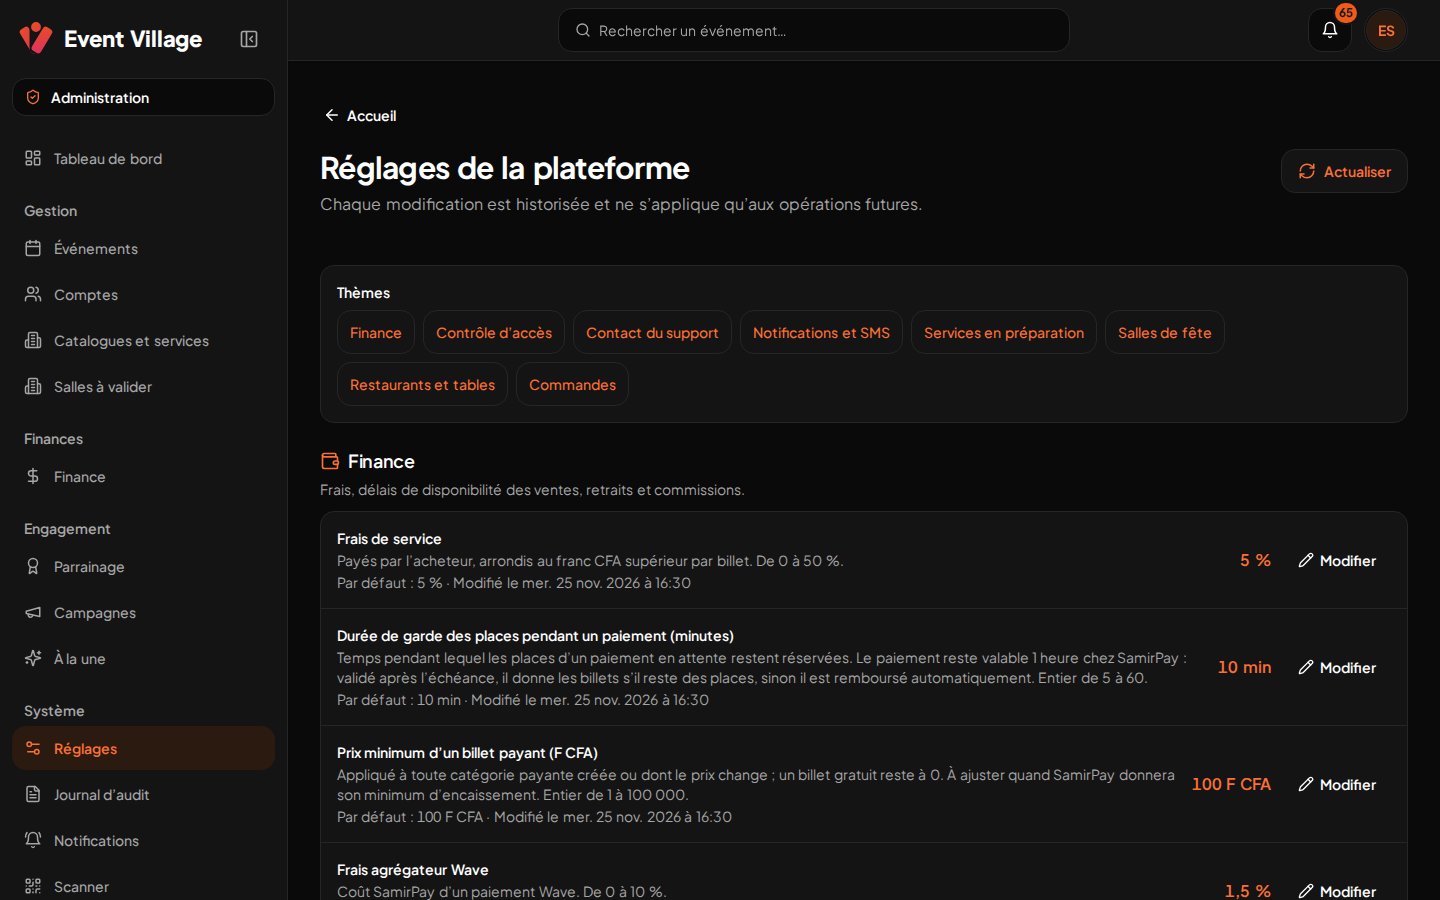 Event Village
Rechercher un événement...
65
ES
Administration
Tableau de bord
Gestion
Événements
Comptes
Catalogues et services
Salles à valider
Finances
Finance
Engagement
Parrainage
Campagnes
À la une
Système
Réglages
Journal d'audit
Notifications
Scanner
Accueil
Réglages de la plateforme
Actualiser
Chaque modification est historisée et ne s'applique qu'aux opérations futures.
Thèmes
Finance Contrôle d'accès Contact du support Notifications et SMS Services en préparation Salles de fête
Restaurants et tables Commandes
Finance
Frais, délais de disponibilité des ventes, retraits et commissions.
Frais de service
Payés par l'acheteur, arrondis au franc CFA supérieur par billet. De 0 à 50 %.
Par défaut : 5 % · Modifié le mer. 25 nov. 2026 à 16:30
5 % Modifier
Durée de garde des places pendant un paiement (minutes)
Temps pendant lequel les places d'un paiement en attente restent réservées. Le paiement reste valable 1 heure chez SamirPay :
validé après l'échéance, il donne les billets s'il reste des places, sinon il est remboursé automatiquement. Entier de 5 à 60.
Par défaut : 10 min · Modifié le mer. 25 nov. 2026 à 16:30
10 min Modifier
Prix minimum d'un billet payant (F CFA)
Appliqué à toute catégorie payante créée ou dont le prix change ; un billet gratuit reste à 0. À ajuster quand SamirPay donnera
son minimum d'encaissement. Entier de 1 à 100 000.
Par défaut : 100 F CFA · Modifié le mer. 25 nov. 2026 à 16:30
100 F CFA Modifier
Frais agrégateur Wave
Coût SamirPay d'un paiement Wave. De 0 à 10 %.
1,5 % Modifier